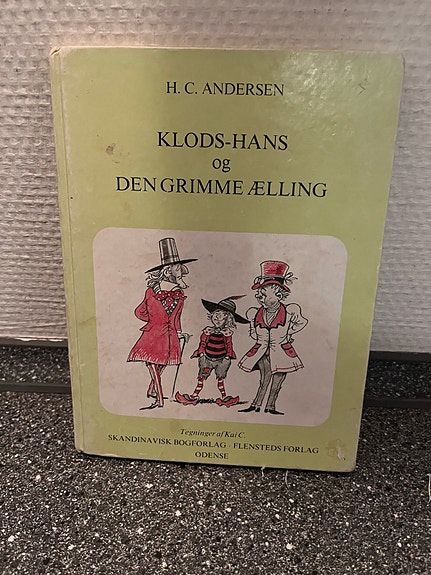 H. C. ANDERSEN
KLODS-HANS
og
DEN GRIMME ÆLLING
Tegninger af Kai C.
SKANDINAVISK BOGFORLAG - FLENSTEDS FORLAG
ODENSE